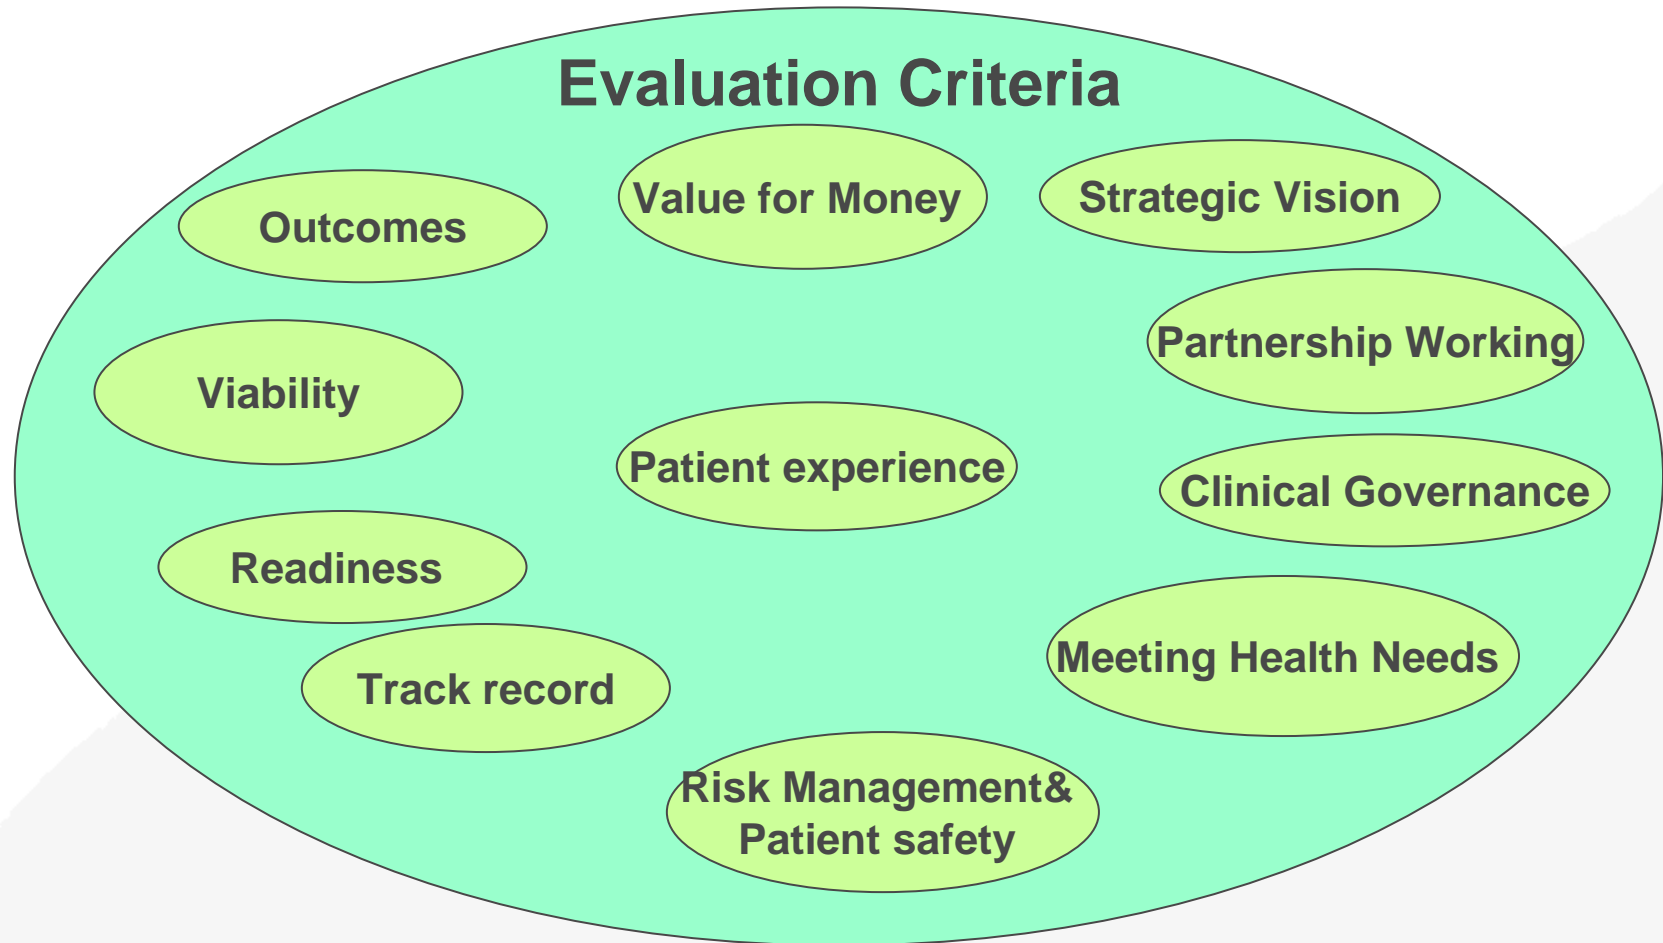 Evaluation Criteria
Value for Money
Strategic Vision
Outcomes
Partnership Working
Viability
Patient experience
Clinical Governance
Readiness
Meeting Health Needs
Track record
Risk Management&
Patient safety